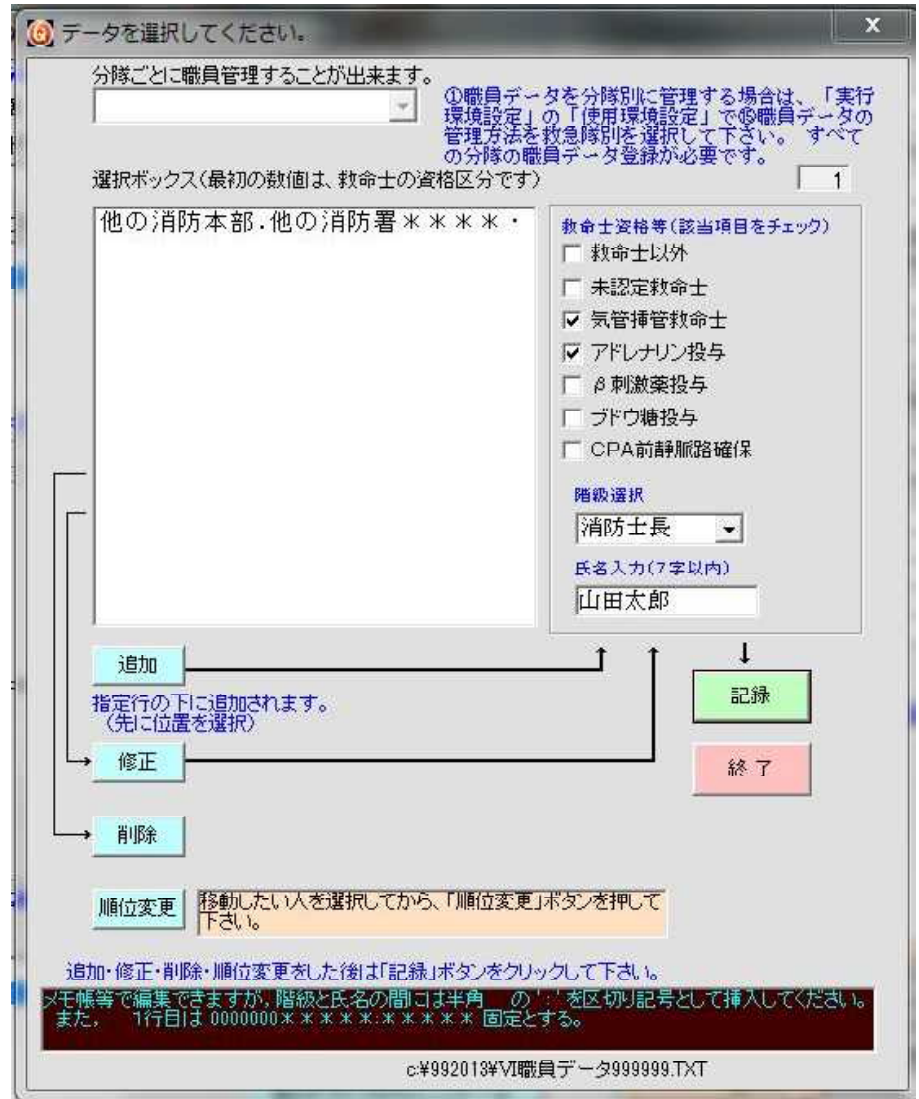 データを選択してください。
X
分隊ごとに職員管理することが出来ます。
①職員データを分隊別に管理する場合は、「実行
環境設定」の「使用環境設定」で⑥職員データの
管理方法を救急隊別を選択して下さい。 すべて
の分隊の職員データ登録が必要です。
選択ボックス(最初の数値は、救命士の資格区分です)
1
他の消防本部.他の消防署****・
救命士資格等(該当項目をチェック)
救命士以外
未認定救命士
気管挿管救命士
アドレナリン投与
β刺激薬投与
ブドウ糖投与
CPA前静脈路確保
階級選択
消防士長
氏名入力(7字以内)
山田太郎
追加
指定行の下に追加されます。
(先に位置を選択)
記録
修正
終了
削除
順位変更
移動したい人を選択してから、「順位変更」ボタンを押して
下さい。
追加・修正・削除・順位変更をした後は「記録」ボタンをクリックして下さい。
メモ帳等で編集できますが、階級と氏名の間には半角 の':'を区切り記号として挿入してください。
また、 1行目は 0000000*****:***** 固定とする。
c:¥992013¥VI職員データ999999.TXT